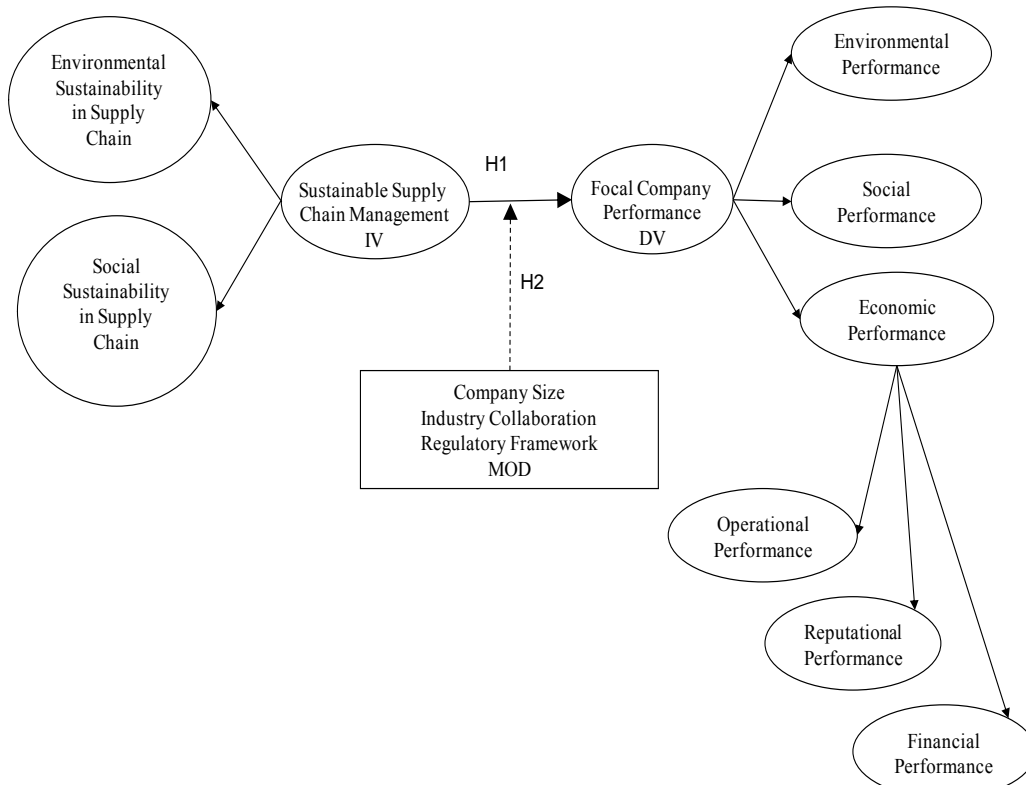 Environmental
Sustainability
in Supply
Chain
Social
Sustainability
in Supply
Chain
Sustainable Supply
Chain Management
IV
H1
H2
Focal Company
Performance
DV
Company Size
Industry Collaboration
Regulatory Framework
MOD
Environmental
Performance
Social
Performance
Economic
Performance
Operational
Performance
Reputational
Performance
Financial
Performance